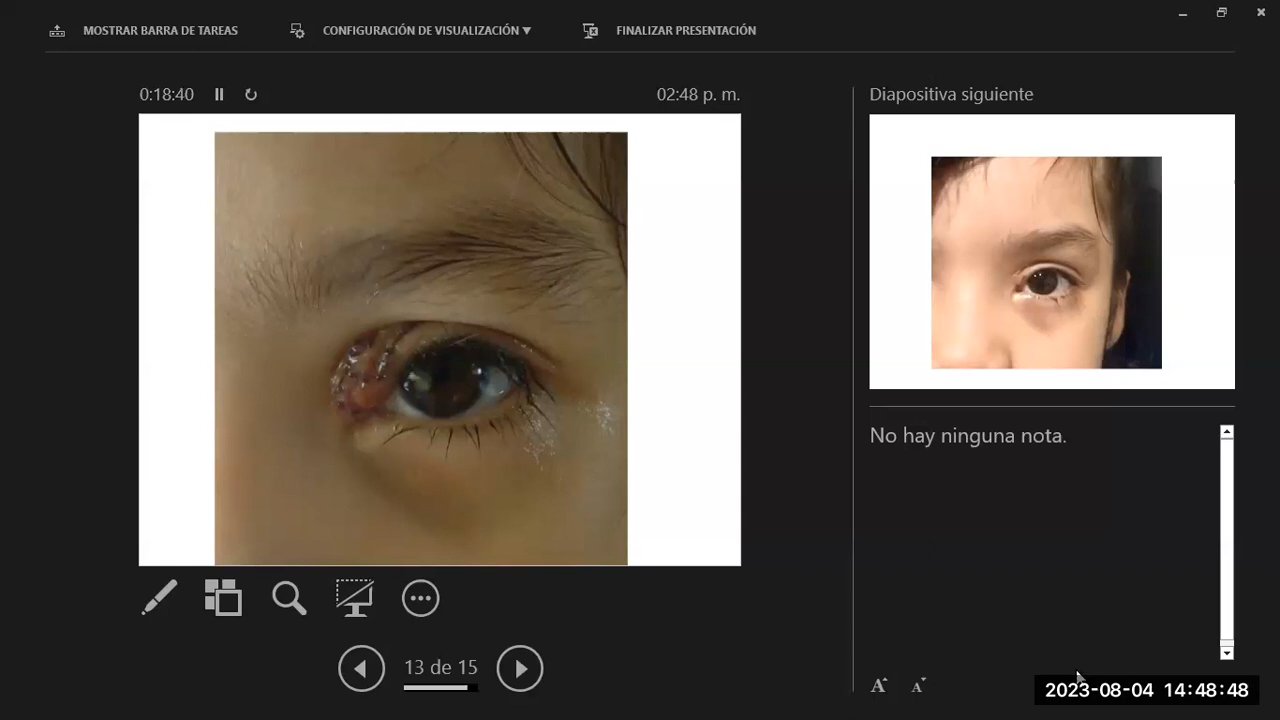 MOSTRAR BARRA DE TAREAS
CONFIGURACIÓN DE VISUALIZACIÓN ▼
FINALIZAR PRESENTACIÓN
0:18:40
02:48 p. m.
Diapositiva siguiente
No hay ninguna nota.
13 de 15
A A
2023-08-04 14:48:48